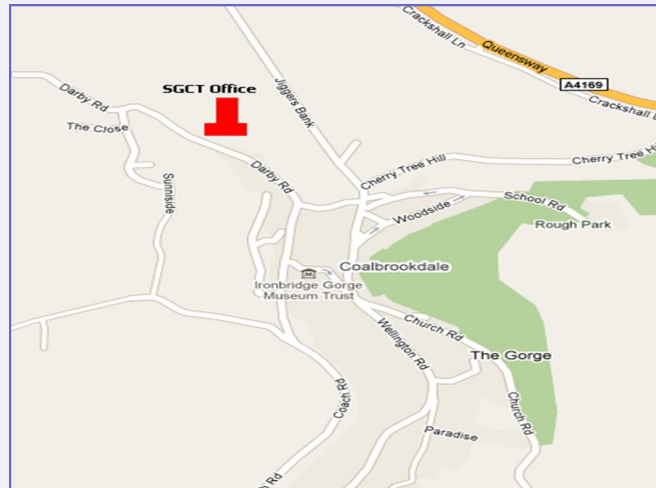 Crackshall Ln
Queensway
A4169
Crackshall L
SGCT Office
Jiggers Bank
Darby Rd
The Close
Cherry Tree Hill
Cherry Tree Hi
Darby Rd
Sunniside
School Rd
Woodside
Rough Park
Coalbrookdale
Ironbridge Gorge
Museum Trust
Church Rd
Wellington Rd
The Gorge
Coach Rd
Church Rd
Paradise
h Rd